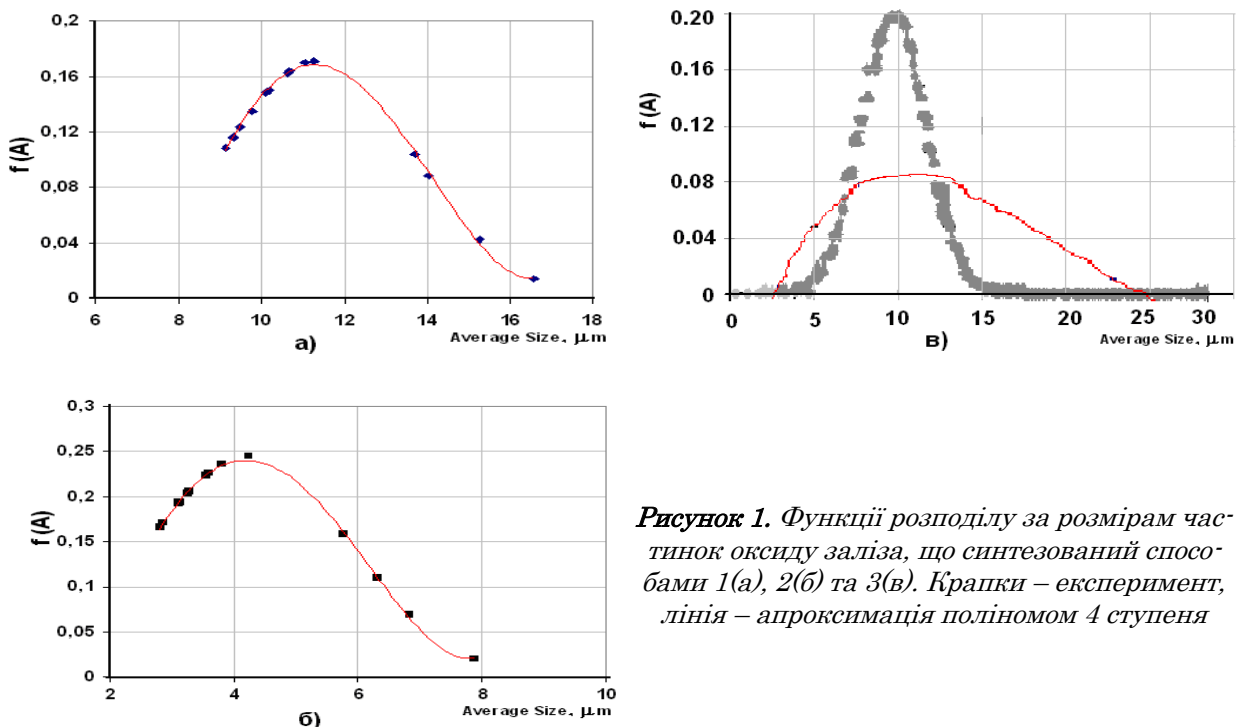 0,2
0,16
0,12
0,08
0,04
0
f (A)
6 8 10 12 14 16 18
Average Size, μm
а)
0.20
0.16
0.12
0.08
0.04
0
f (A)
0 5 10 15 20 25 30
Average Size, μm
в)
0,3
0,25
0,2
0,15
0,1
0,05
0
f (A)
2 4 6 8 10
Average Size, μm
б)
Рисунок 1. Функції розподілу за розмірам час-
тинок оксиду заліза, що синтезований спосо-
бами 1(а), 2(б) та 3(в). Крапки – експеримент,
лінія – апроксимація поліномом 4 ступеня